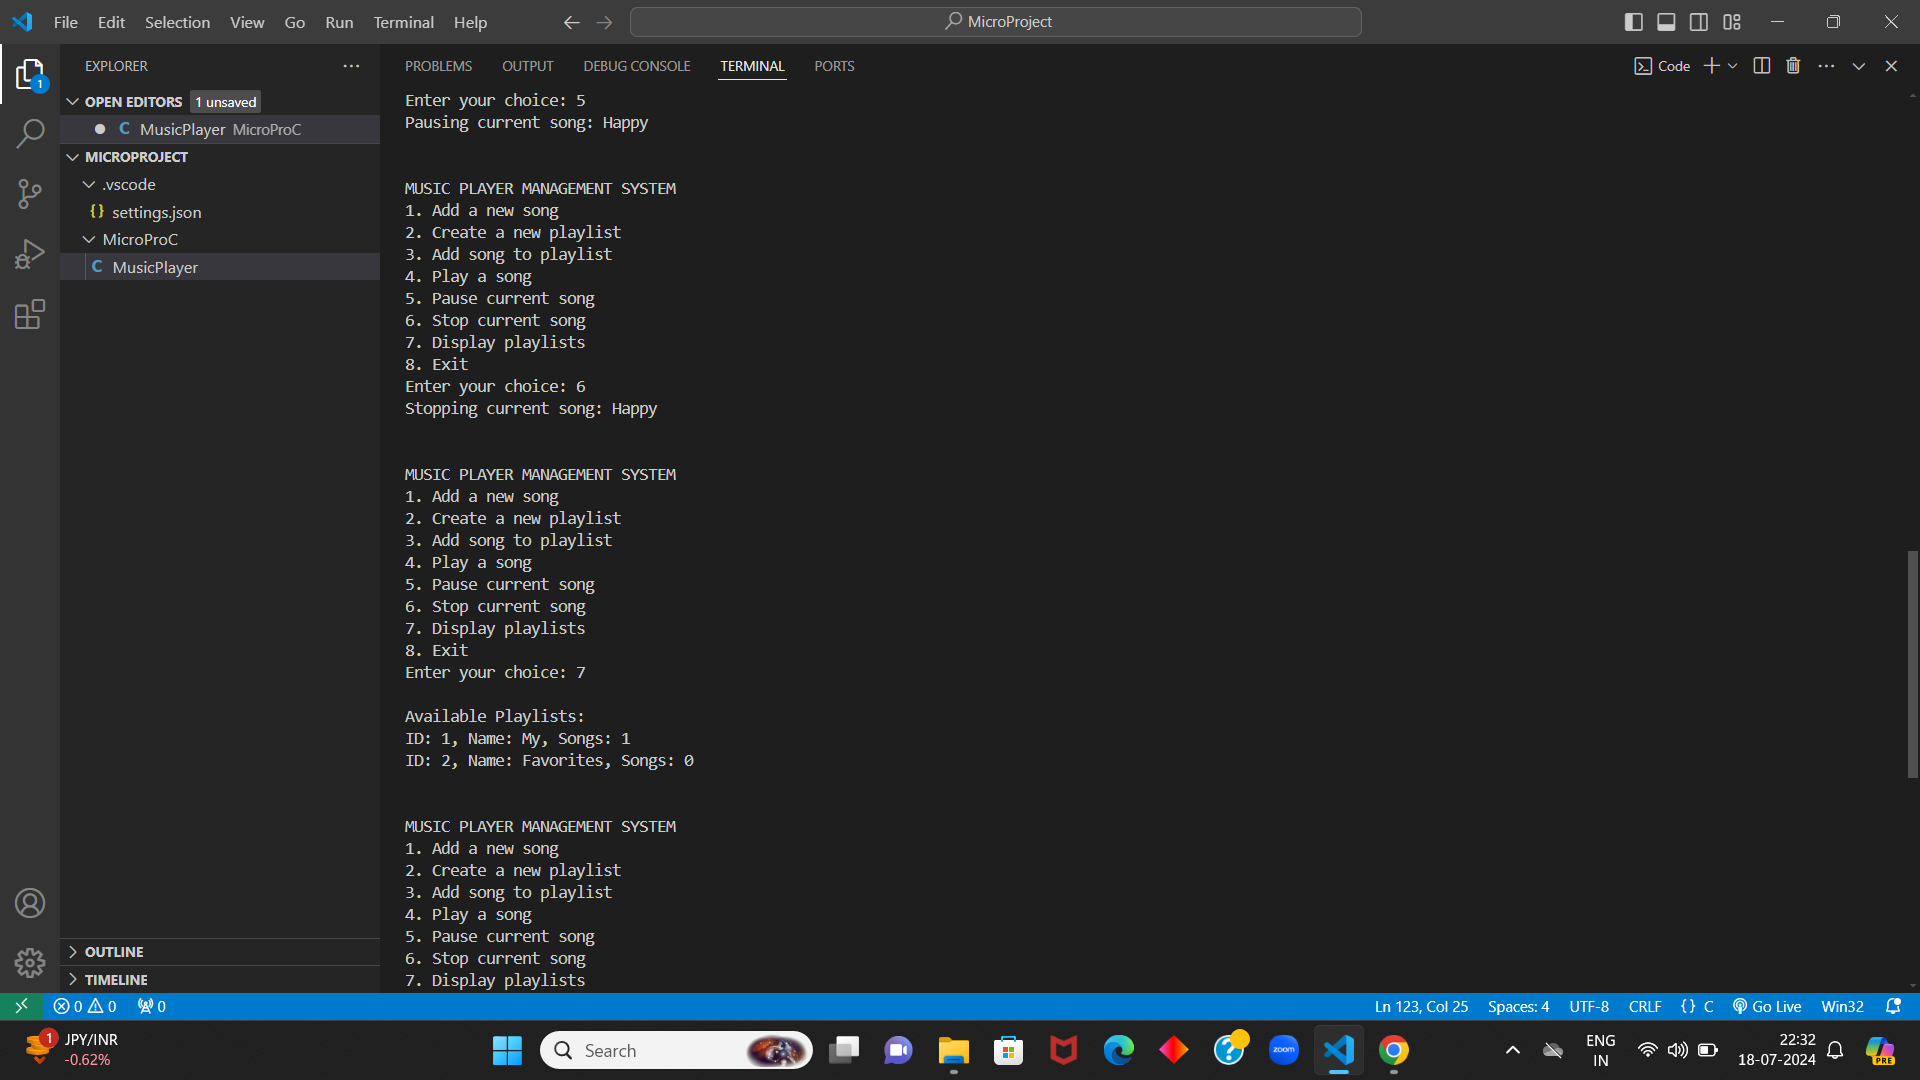 File Edit Selection View Go Run Terminal Help
MicroProject
EXPLORER
OPEN EDITORS 1 unsaved
C MusicPlayer MicroProC
MICROPROJECT
.vscode
{} settings.json
MicroProC
C MusicPlayer
OUTLINE
TIMELINE
1
PROBLEMS OUTPUT DEBUG CONSOLE TERMINAL PORTS
Code
Enter your choice: 5
Pausing current song: Happy
MUSIC PLAYER MANAGEMENT SYSTEM
1. Add a new song
2. Create a new playlist
3. Add song to playlist
4. Play a song
5. Pause current song
6. Stop current song
7. Display playlists
8. Exit
Enter your choice: 6
Stopping current song: Happy
MUSIC PLAYER MANAGEMENT SYSTEM
1. Add a new song
2. Create a new playlist
3. Add song to playlist
4. Play a song
5. Pause current song
6. Stop current song
7. Display playlists
8. Exit
Enter your choice: 7
Available Playlists:
ID: 1, Name: My, Songs: 1
ID: 2, Name: Favorites, Songs: 0
MUSIC PLAYER MANAGEMENT SYSTEM
1. Add a new song
2. Create a new playlist
3. Add song to playlist
4. Play a song
5. Pause current song
6. Stop current song
7. Display playlists
0 0 0
Ln 123, Col 25 Spaces: 4 UTF-8 CRLF {} C Go Live Win32
1
JPY/INR
-0.62%
Search
zoom
ENG
IN
22:32
18-07-2024
PRE